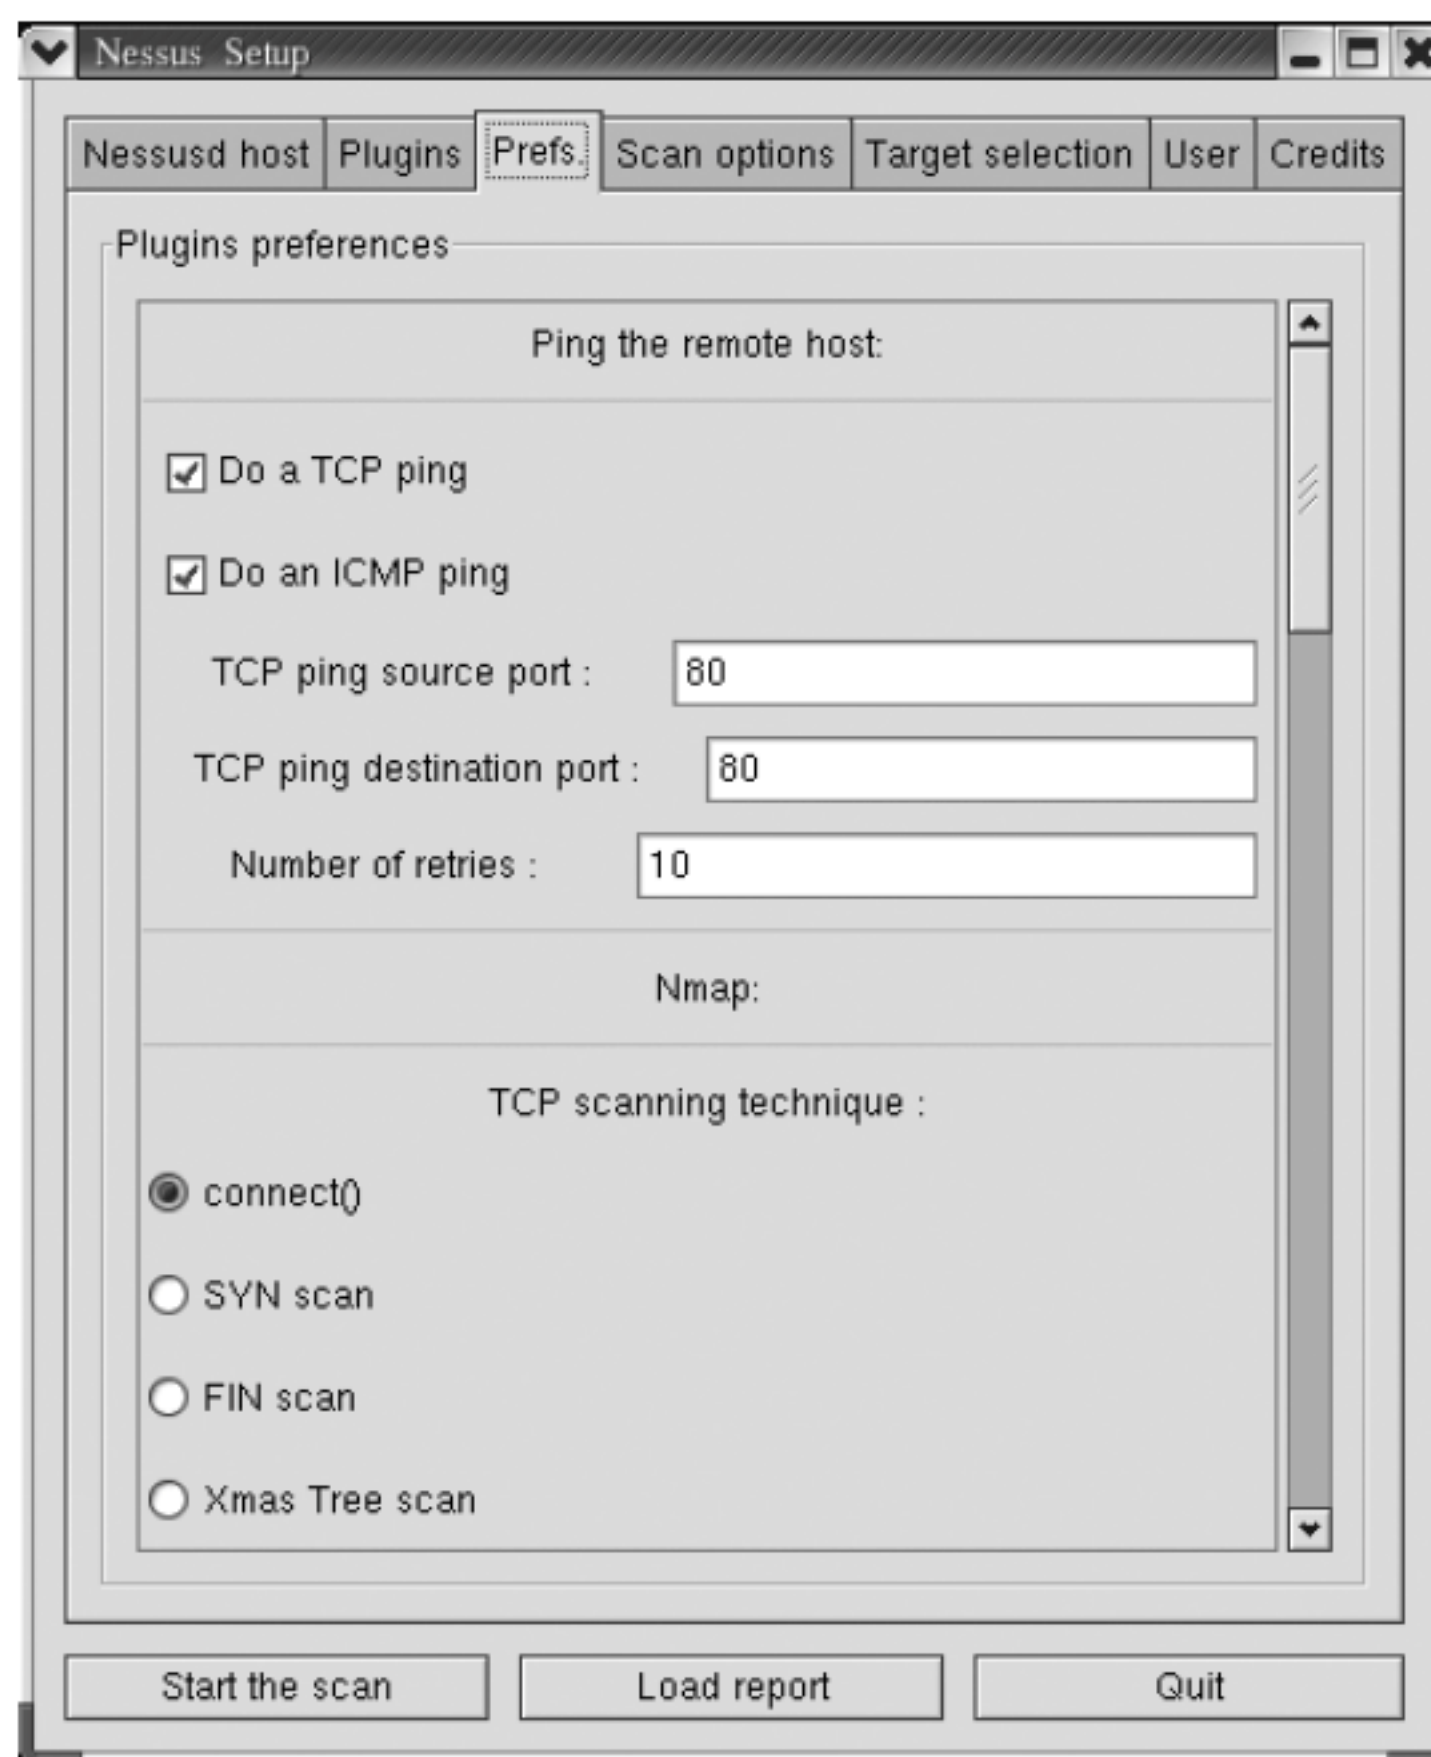 Nessus Setup
Nessusd host Plugins Prefs. Scan options Target selection User Credits
Plugins preferences
Ping the remote host:
Do a TCP ping
Do an ICMP ping
TCP ping source port : 80
TCP ping destination port : 80
Number of retries : 10
Nmap:
TCP scanning technique :
connect()
SYN scan
FIN scan
Xmas Tree scan
Start the scan Load report Quit